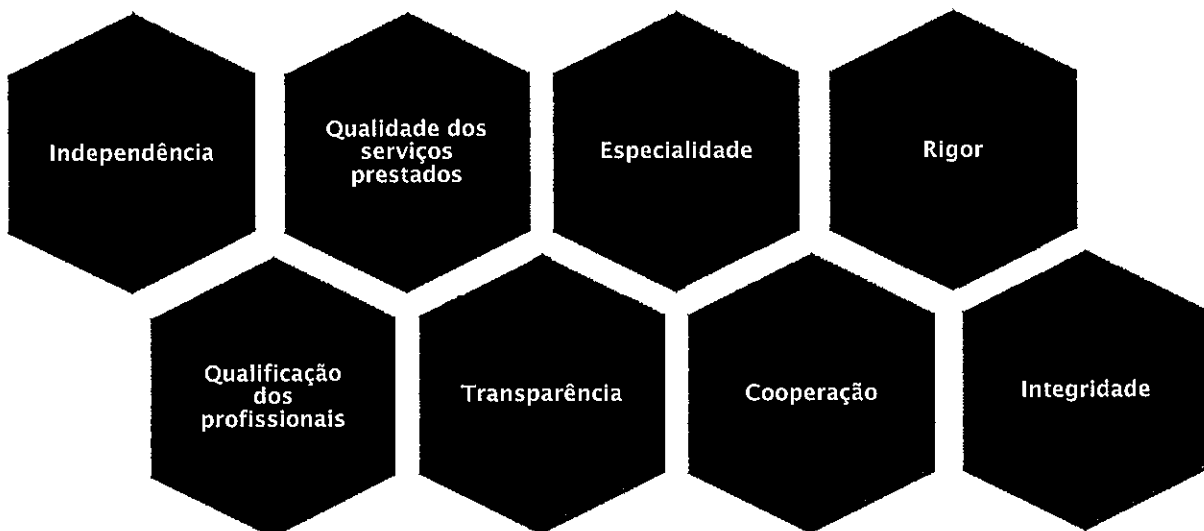 Independência
Qualidade dos
serviços
prestados
Especialidade
Rigor
Qualificação
dos
profissionais
Transparência
Cooperação
Integridade